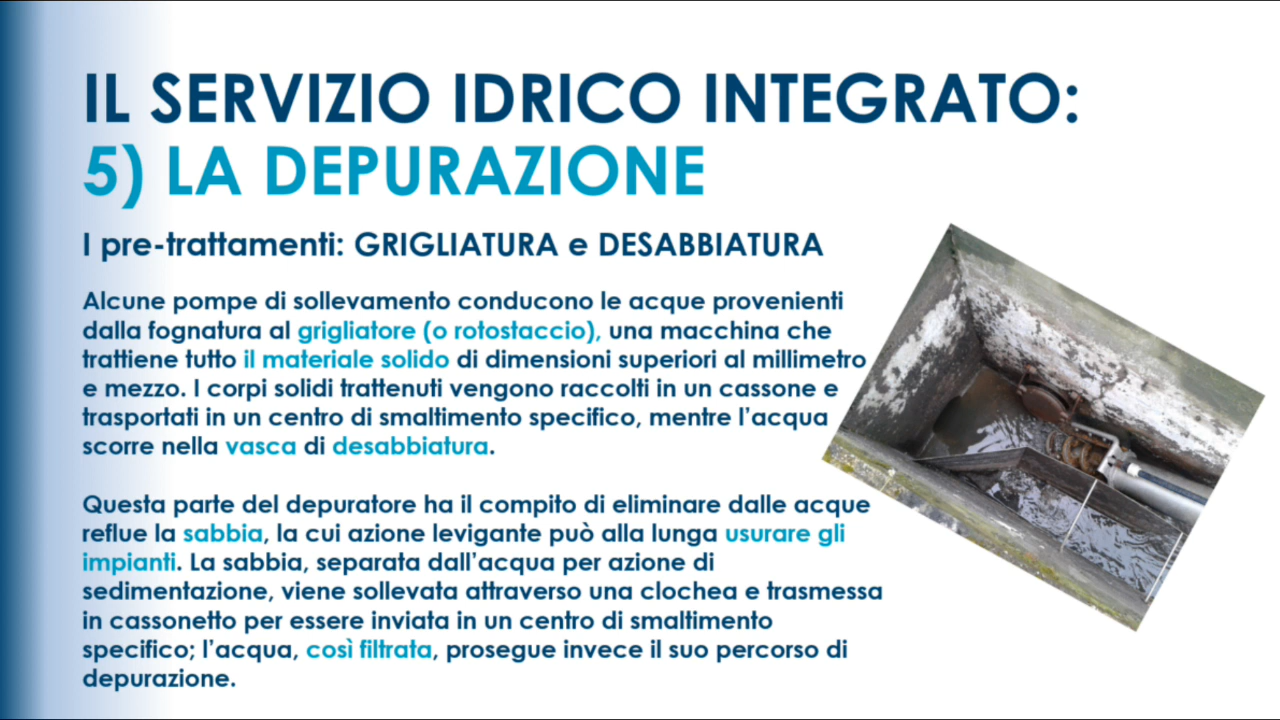 IL SERVIZIO IDRICO INTEGRATO:
5) LA DEPURAZIONE
I pre-trattamenti: GRIGLIATURA e DESABBIATURA
Alcune pompe di sollevamento conducono le acque provenienti
dalla fognatura al grigliatore (o rotostaccio), una macchina che
trattiene tutto il materiale solido di dimensioni superiori al millimetro
e mezzo. I corpi solidi trattenuti vengono raccolti in un cassone e
trasportati in un centro di smaltimento specifico, mentre l'acqua
scorre nella vasca di desabbiatura.
Questa parte del depuratore ha il compito di eliminare dalle acque
reflue la sabbia, la cui azione levigante può alla lunga usurare gli
impianti. La sabbia, separata dall'acqua per azione di
sedimentazione, viene sollevata attraverso una clochea e trasmessa
in cassonetto per essere inviata in un centro di smaltimento
specifico; l'acqua, così filtrata, prosegue invece il suo percorso di
depurazione.